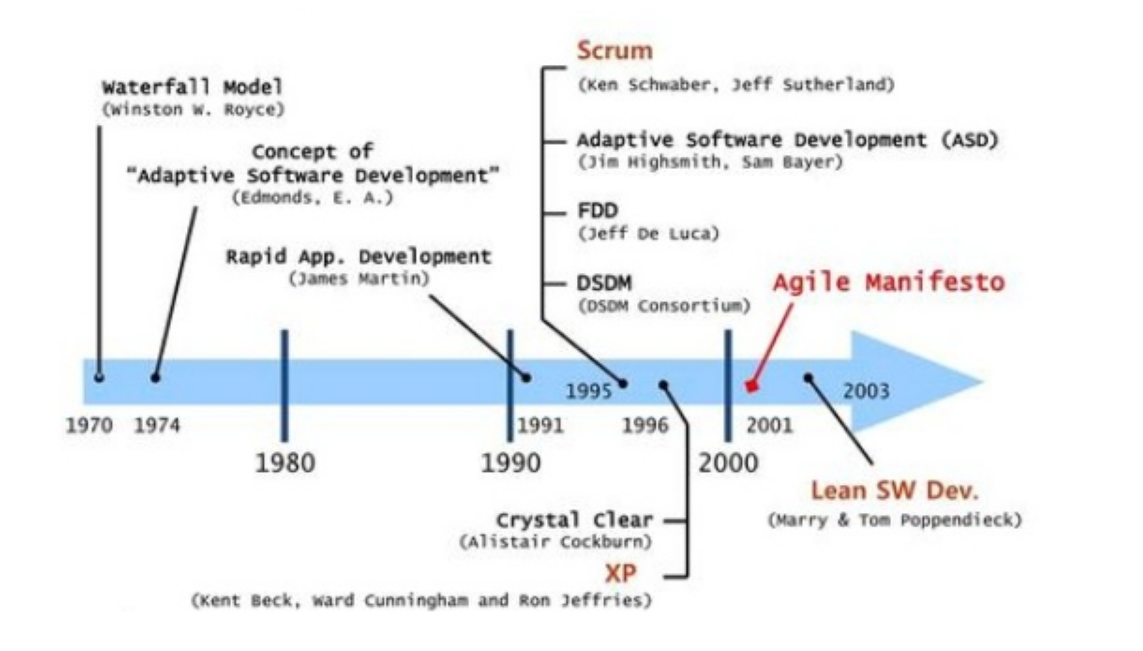 Scrum
(Ken Schwaber, Jeff Sutherland)
Waterfall Model
(Winston W. Royce)
Adaptive Software Development (ASD)
(Jim Highsmith, Sam Bayer)
Concept of
"Adaptive Software Development"
(Edmonds, E. A.)
FDD
(Jeff De Luca)
Rapid App. Development
(James Martin)
DSDM
(DSDM Consortium)
Agile Manifesto
1995
2003
1970
1974
1991
1996
2001
1980
1990
2000
Lean SW Dev.
(Marry & Tom Poppendieck)
Crystal Clear
(Alistair Cockburn)
XP
(Kent Beck, Ward Cunningham and Ron Jeffries)